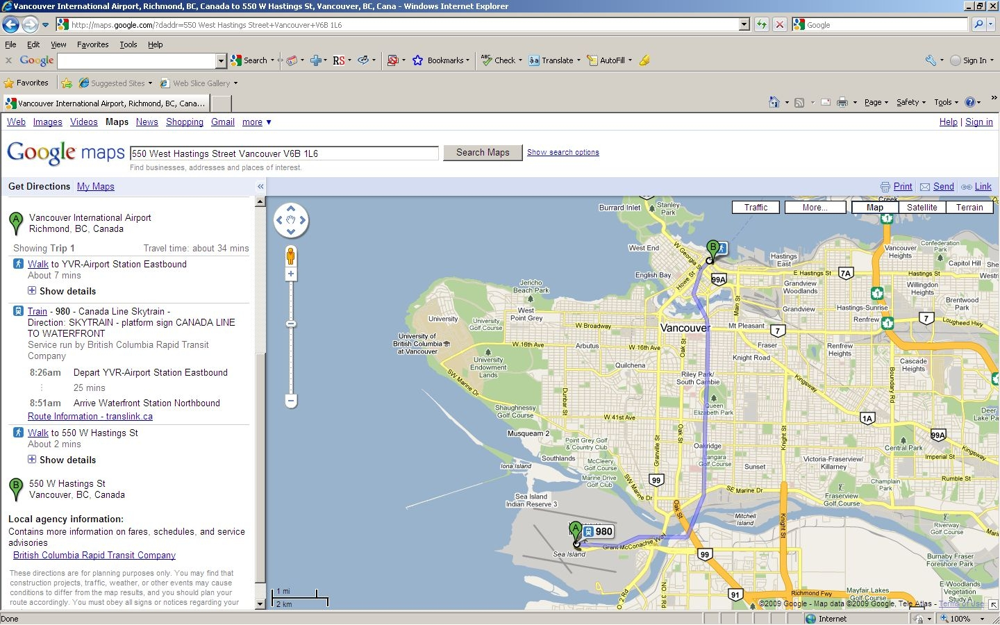 Vancouver International Airport, Richmond, BC, Canada to 550 W Hastings St, Vancouver, BC, Cana - Windows Internet Explorer
http://maps.google.com/?daddr=550 West Hastings Street+Vancouver+V6B 1L6
Google
File Edit View Favorites Tools Help
x Google Search RS Bookmarks ABC Check äà Translate AutoFill Sign In
Favorites Suggested Sites Web Slice Gallery
Vancouver International Airport, Richmond, BC, Cana...
Page Safety Tools »
Web Images Videos Maps News Shopping Gmail more ▼
Help | Sign in
Google maps
550 West Hastings Street Vancouver V6B 1L6
Search Maps
Show search options
Find businesses, addresses and places of interest.
Get Directions My Maps «
Print Send Link
A
Vancouver International Airport
Richmond, BC, Canada
Showing Trip 1 Travel time: about 34 mins
Walk to YVR-Airport Station Eastbound
About 7 mins
Show details
Train - 980 - Canada Line Skytrain -
Direction: SKYTRAIN - platform sign CANADA LINE
TO WATERFRONT
Service run by British Columbia Rapid Transit
Company
8:26am Depart YVR-Airport Station Eastbound
25 mins
8:51am Arrive Waterfront Station Northbound
Route Information - translink.ca
Walk to 550 W Hastings St
About 2 mins
Show details
B
550 W Hastings St
Vancouver, BC, Canada
Local agency information:
Contains more information on fares, schedules, and service
advisories
British Columbia Rapid Transit Company
These directions are for planning purposes only. You may find that
construction projects, traffic, weather, or other events may cause
conditions to differ from the map results, and you should plan your
route accordingly. You must obey all signs or notices regarding your
Traffic More... Map Satellite Terrain
Burrard Inlet
Stanley
Park
Creek
1
West End
W Georgia St
B
Howe St
English Bay
99A
Hastings
East
E Hastings St
7A
Hastings St
Vancouver
Heights
Confederation
Park
Capitol Hill
Grandview
Woodlands
Grandview
Willingdon
Heights
Brentwood
Park
1
Hastings-Sunrise
Renfrew
1
7
Lougheed Hwy
Jericho
Beach Park
West
Point Grey
University
University
Golf Course
W Broadway
Vancouver
Main St
Mt Pleasant
7
University of
British Columbia
at Vancouver
W 16th Ave
Arbutus
W 16th Ave
Oak St
Fraser
Knight Road
Renfrew
Heights
Cascade
Heights
University
Endowment
Lands
Quilchena
Riley Park/
South Cambie
SW Marine Dr
Kingsway
Boundary Rd
Dunbar St
Queen
Elizabeth Park
Shaughnessy
Golf Course
W 41st Ave
1A
Deer
Lake Pa
99A
Musqueam 2
Point Grey Golf
& Country Club
Granville St
Oak St
Oakridge
Knight St
Central Park
Kingsway
Imperial St
Southlands
McCleery
Golf Course
Langara
Golf Course
Sunset
Victoria-Fraserview/
Killarney
Iona Island
Marine Drive
Golf Club
99
Champlain
Park
Rumble St
SW Marine Dr
SE Marine Dr
Sea Island
Indian Reserve 3
Fraserview
Golf Course
Oak St
Mitchell
Island
Knight St
Riverway
Golf Course
A
980
Sea Island
Grant McConachie Way
99
Burnaby Fraser
Foreshore Park
E-Woodlands
Vegetation
Study A
2 Rd
NO 3 Rd
91
Richmond Fwy
Mayfair Lakes
Golf Course
1 mi
2 km
©2009 Google - Map data ©2009 Google, Tele Atlas - Terms of Use
Done Internet 100%